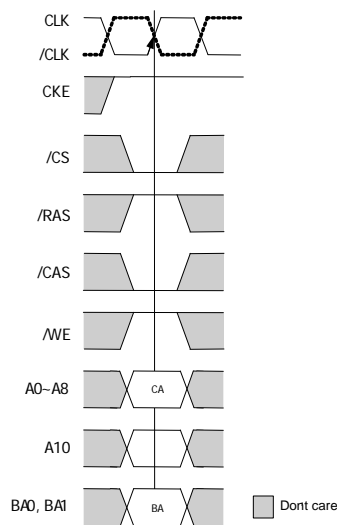 CLK
/CLK
CKE
/CS
/RAS
/CAS
/WE
A0~A8 CA
A10
BA0, BA1 BA
Dont care